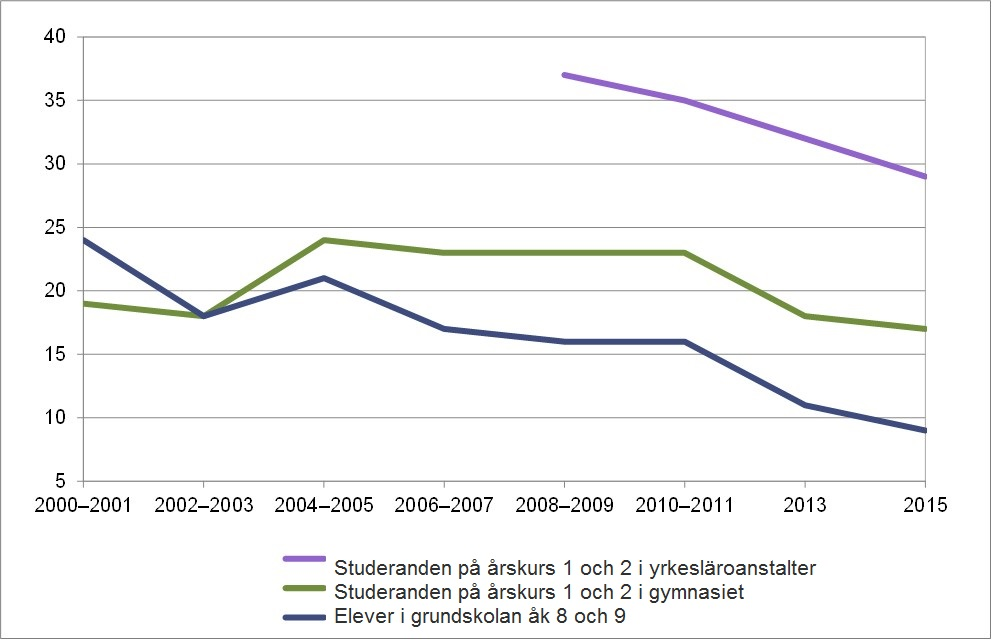 40
35
30
25
20
15
10
5
2000–2001 2002–2003 2004–2005 2006–2007 2008–2009 2010–2011 2013 2015
Studeranden på årskurs 1 och 2 i yrkesläroanstalter
Studeranden på årskurs 1 och 2 i gymnasiet
Elever i grundskolan åk 8 och 9